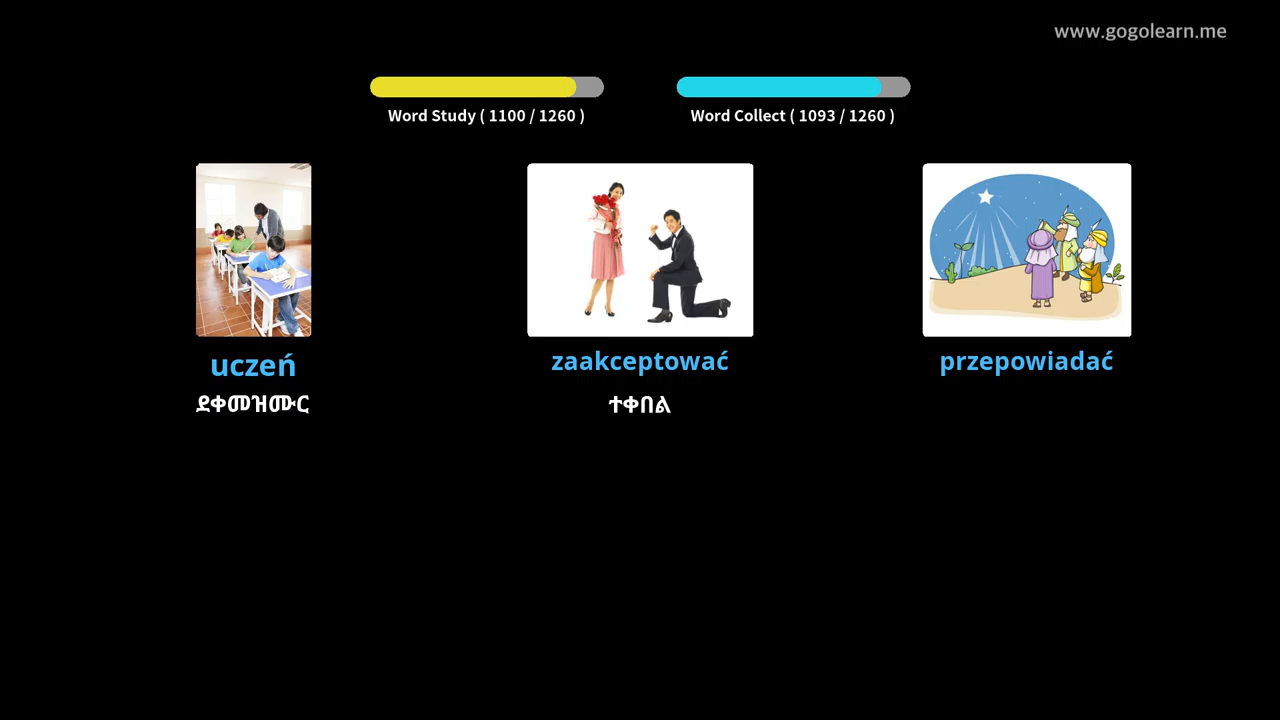 www.gogolearn.me
Word Study ( 1100 / 1260 )
Word Collect ( 1093 / 1260 )
uczeń
zaakceptować
przepowiadać
ደቀመዝሙር
ተቀበል